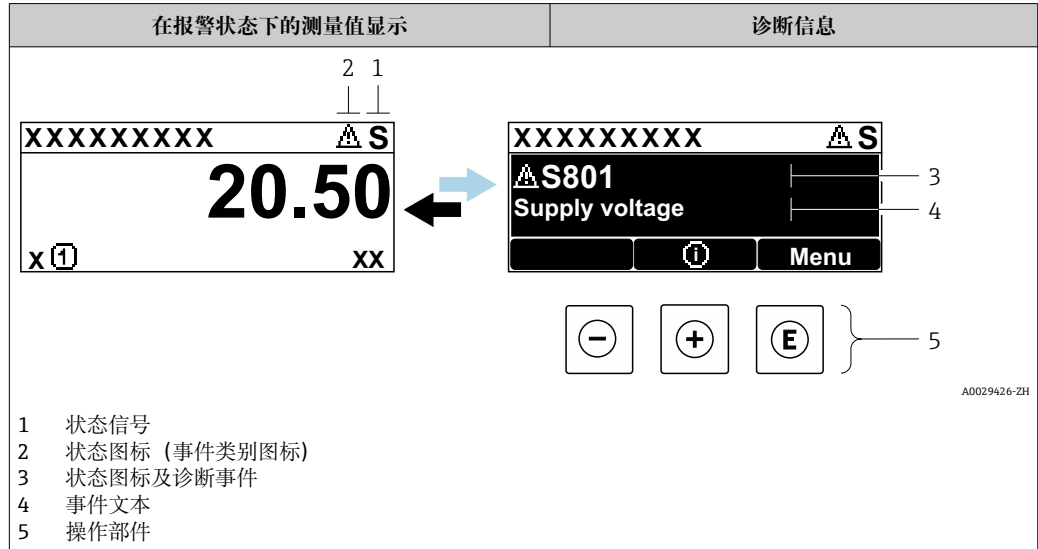 在报警状态下的测量值显示 诊断信息
2 1
XXXXXXXXX S
20.50
X 1 XX
XXXXXXXXX S
S801
Supply voltage
i Menu
3
4
- + E
5
A0029426-ZH
1 状态信号
2 状态图标（事件类别图标）
3 状态图标及诊断事件
4 事件文本
5 操作部件